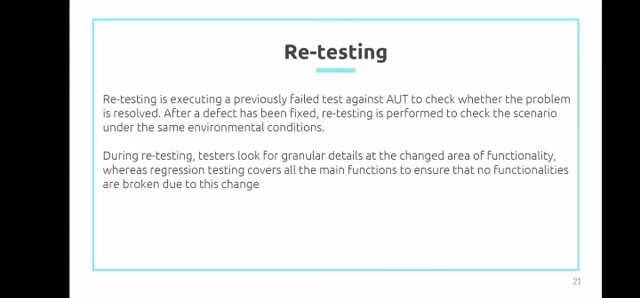 Re-testing
Re-testing is executing a previously failed test against AUT to check whether the problem
is resolved. After a defect has been fixed, re-testing is performed to check the scenario
under the same environmental conditions.
During re-testing, testers look for granular details at the changed area of functionality,
whereas regression testing covers all the main functions to ensure that no functionalities
are broken due to this change
21